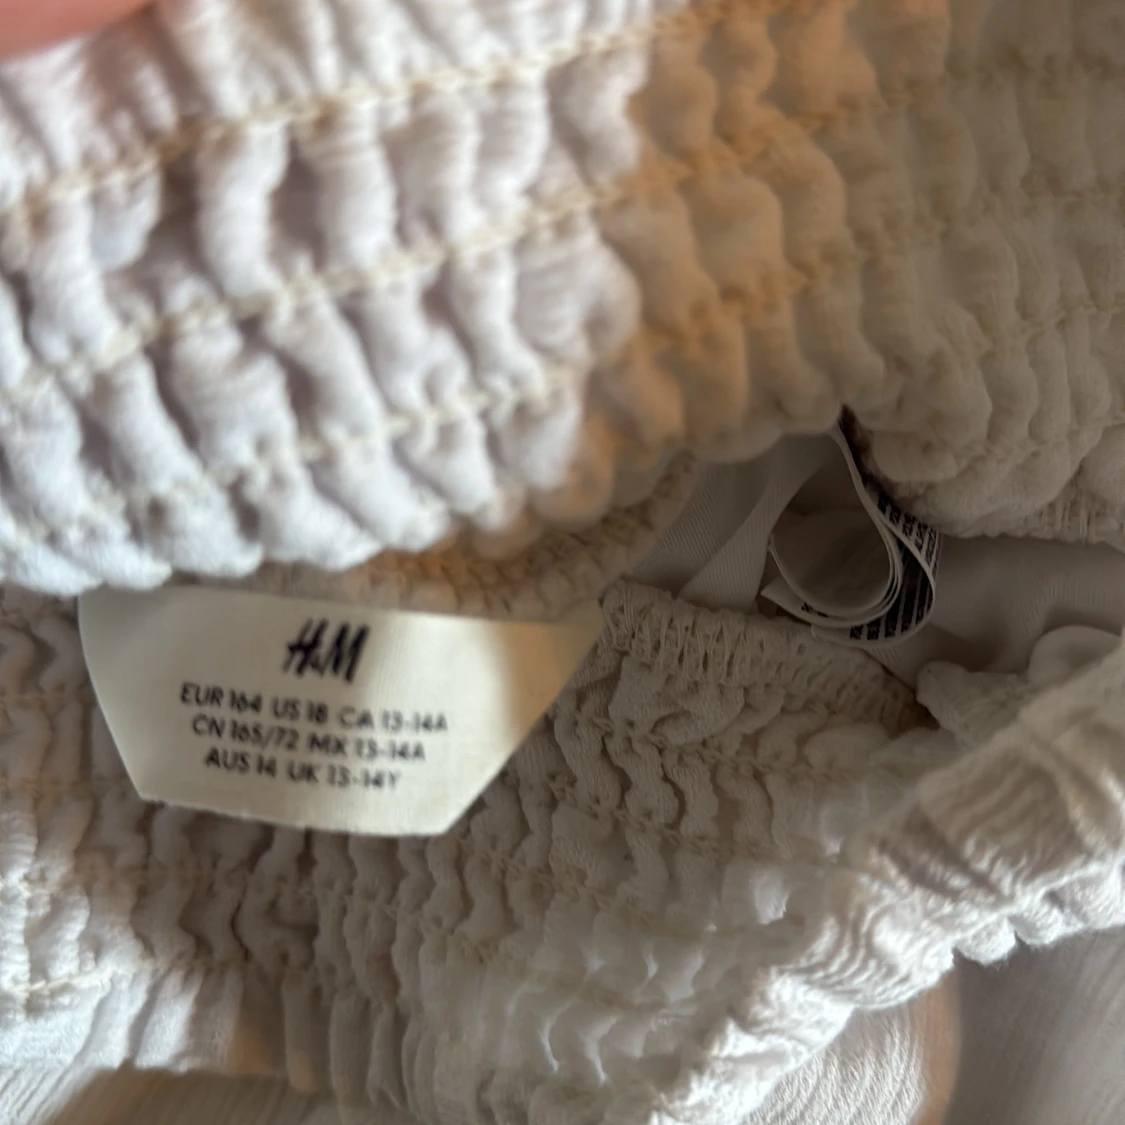 H&M
EUR 164 US 18 CA 13-14A
CN 165/72 MX 13-14A
AUS 14 UK 13-14Y